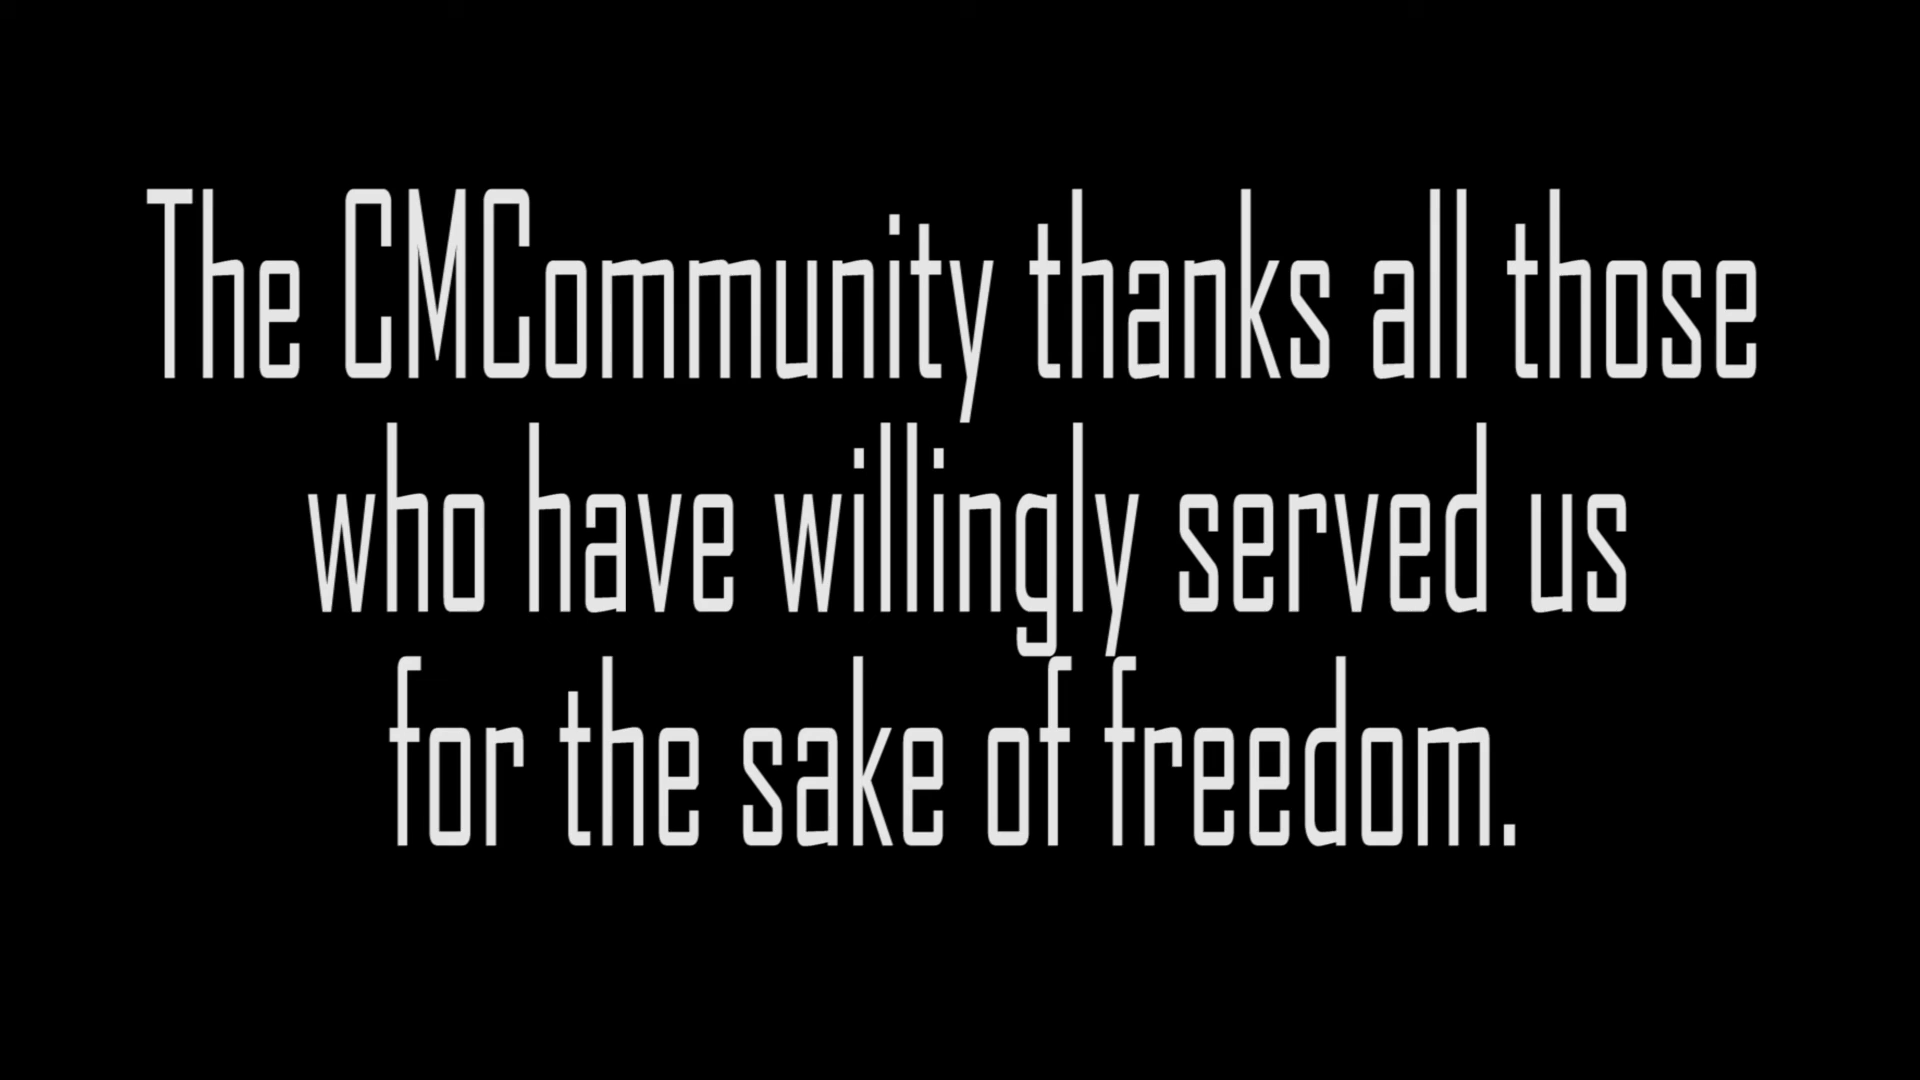 The CMCommunity thanks all those
who have willingly served us
for the sake of freedom.